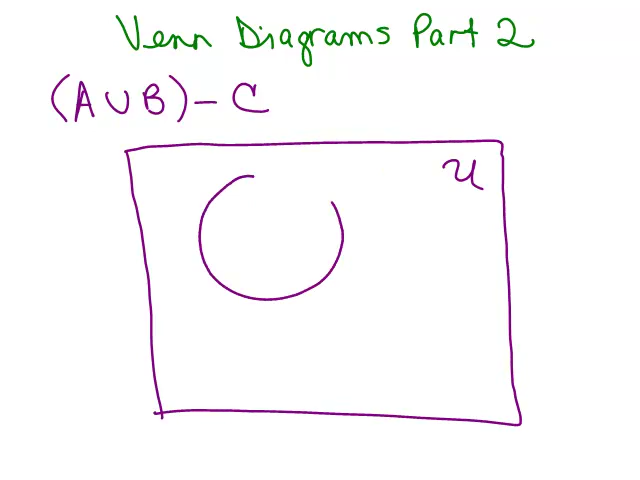 Venn Diagrams Part 2
(A ∪ B) - C
U